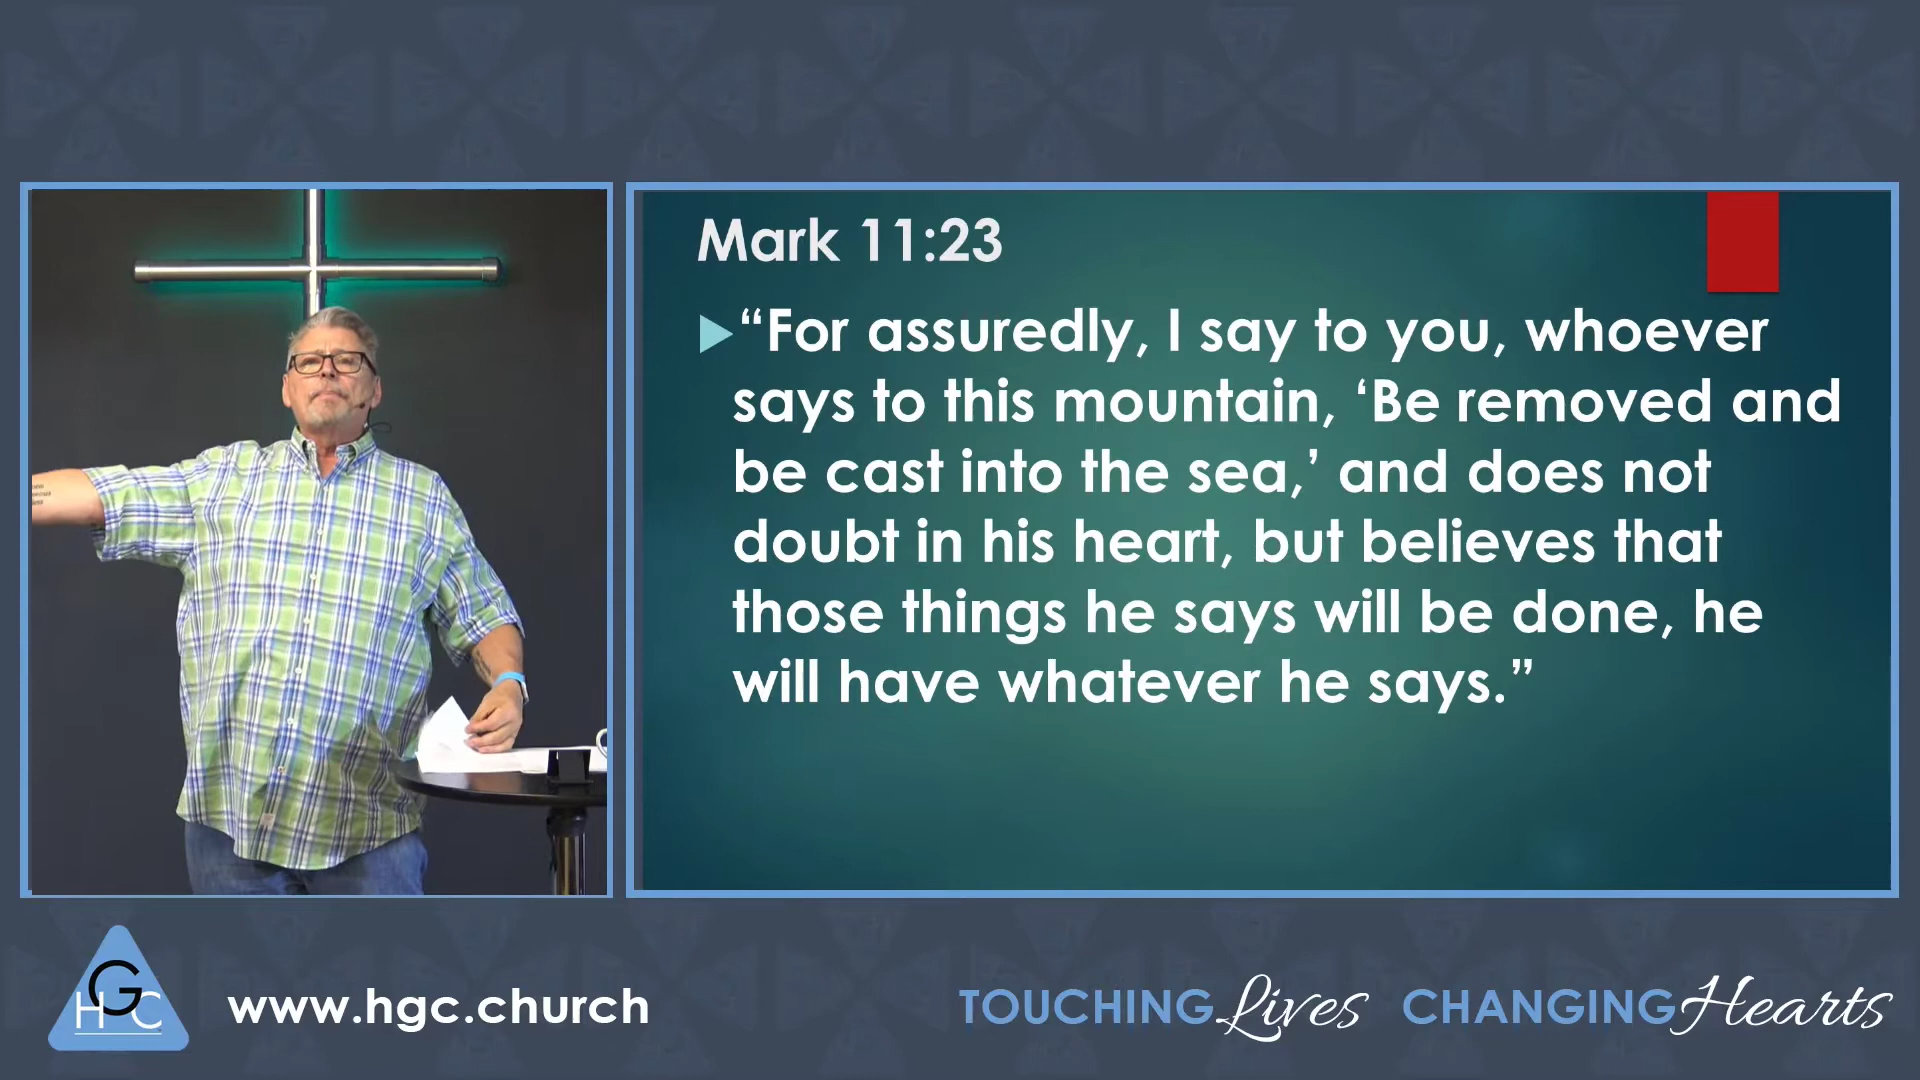 Mark 11:23
“For assuredly, I say to you, whoever
says to this mountain, ‘Be removed and
be cast into the sea,’ and does not
doubt in his heart, but believes that
those things he says will be done, he
will have whatever he says.”
HGC
www.hgc.church
TOUCHING Lives CHANGING Hearts